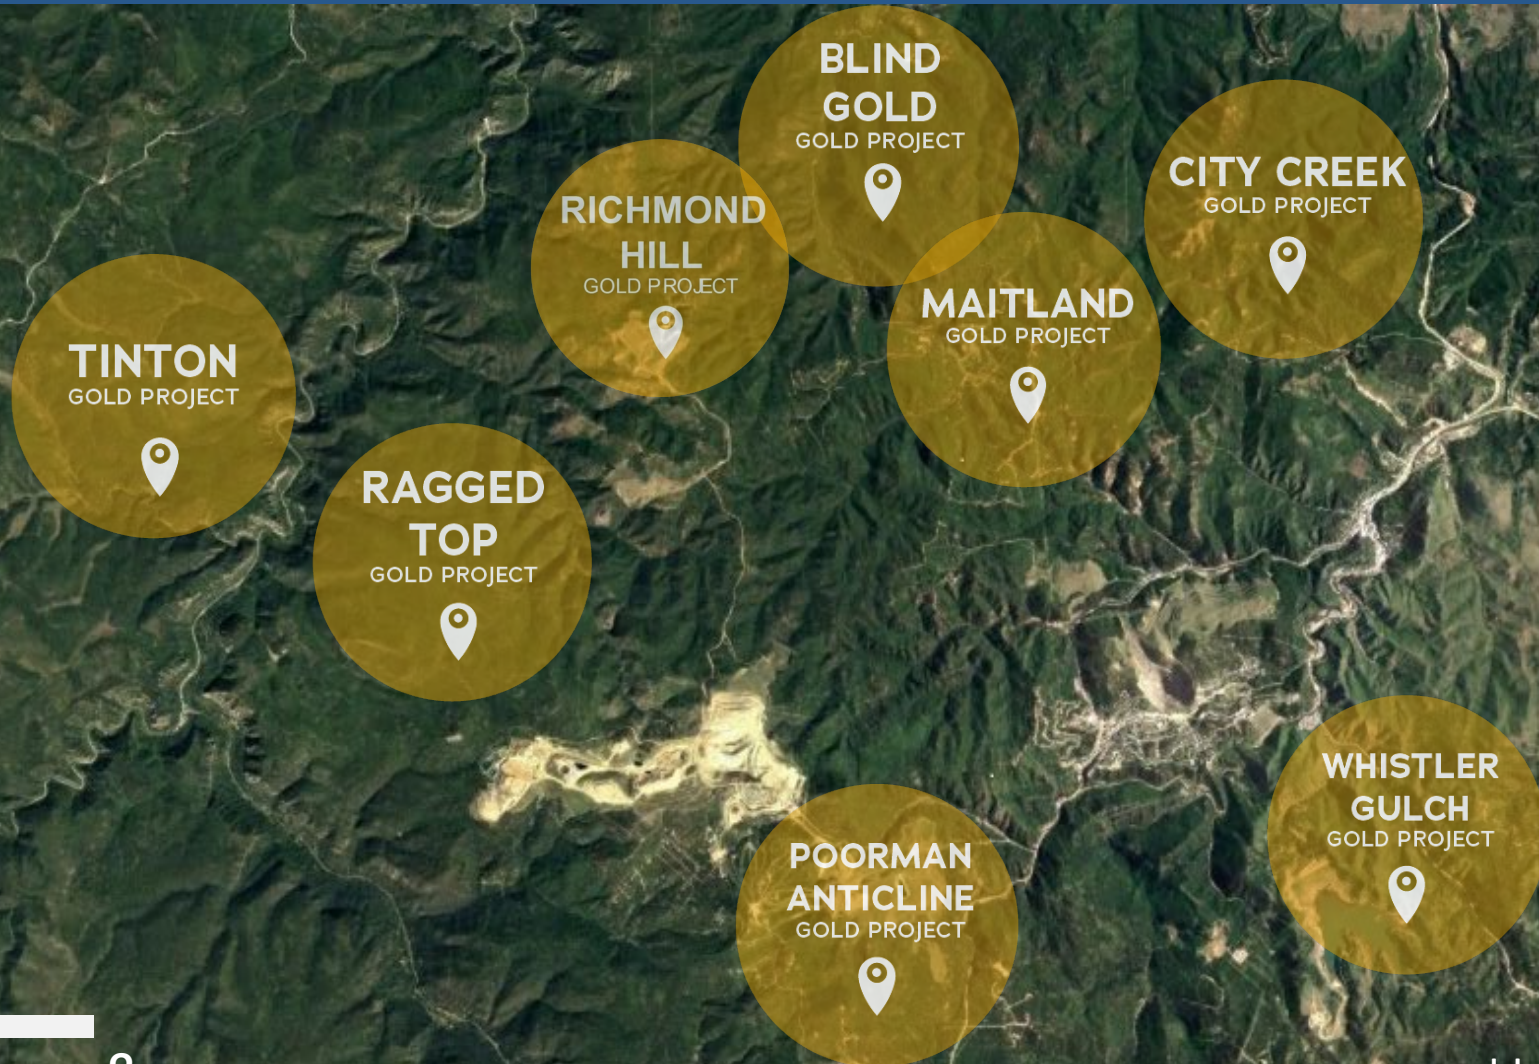 BLIND
GOLD
GOLD PROJECT
CITY CREEK
GOLD PROJECT
RICHMOND
HILL
GOLD PROJECT
MAITLAND
GOLD PROJECT
TINTON
GOLD PROJECT
RAGGED
TOP
GOLD PROJECT
WHISTLER
GULCH
GOLD PROJECT
POORMAN
ANTICLINE
GOLD PROJECT